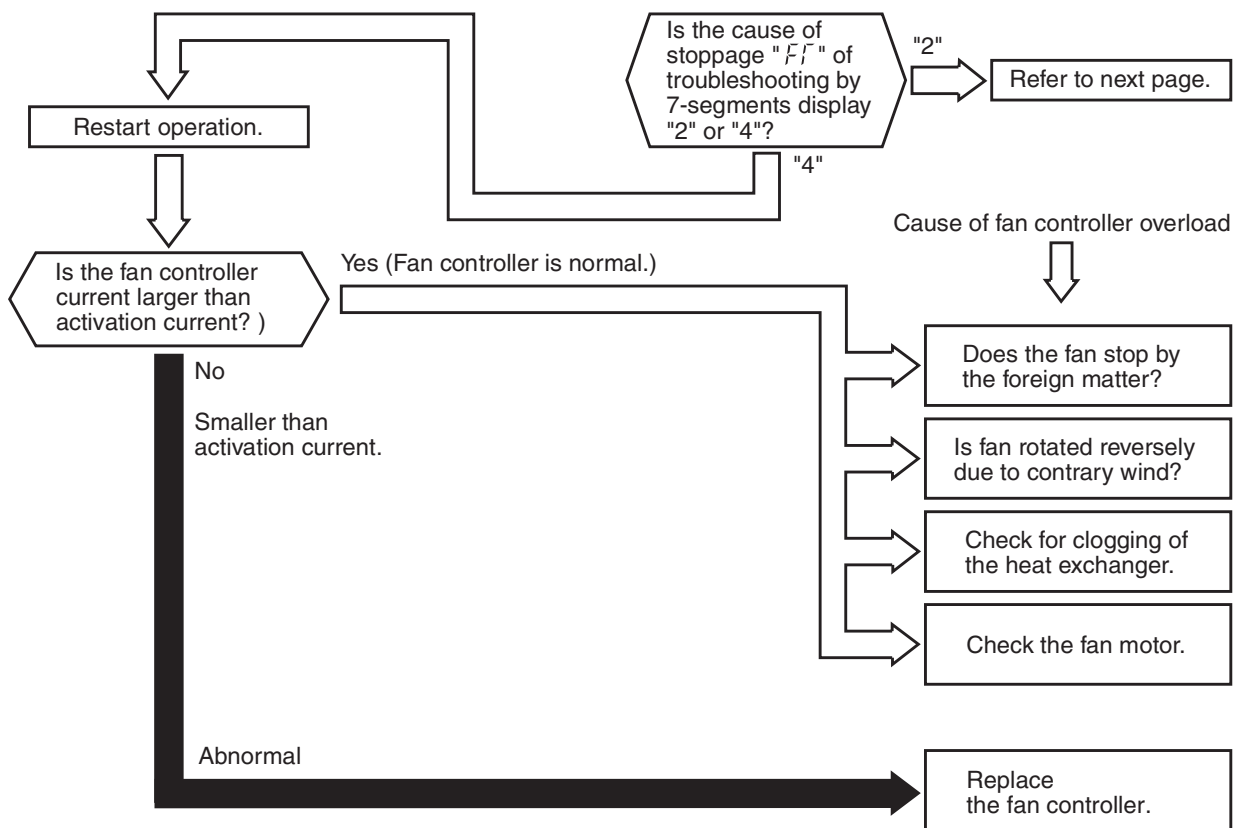 Is the cause of
stoppage " FΓ " of
troubleshooting by
7-segments display
"2" or "4"?
"2"
Refer to next page.
"4"
Restart operation.
Is the fan controller
current larger than
activation current? )
Yes (Fan controller is normal.)
No
Smaller than
activation current.
Cause of fan controller overload
Does the fan stop by
the foreign matter?
Is fan rotated reversely
due to contrary wind?
Check for clogging of
the heat exchanger.
Check the fan motor.
Abnormal
Replace
the fan controller.